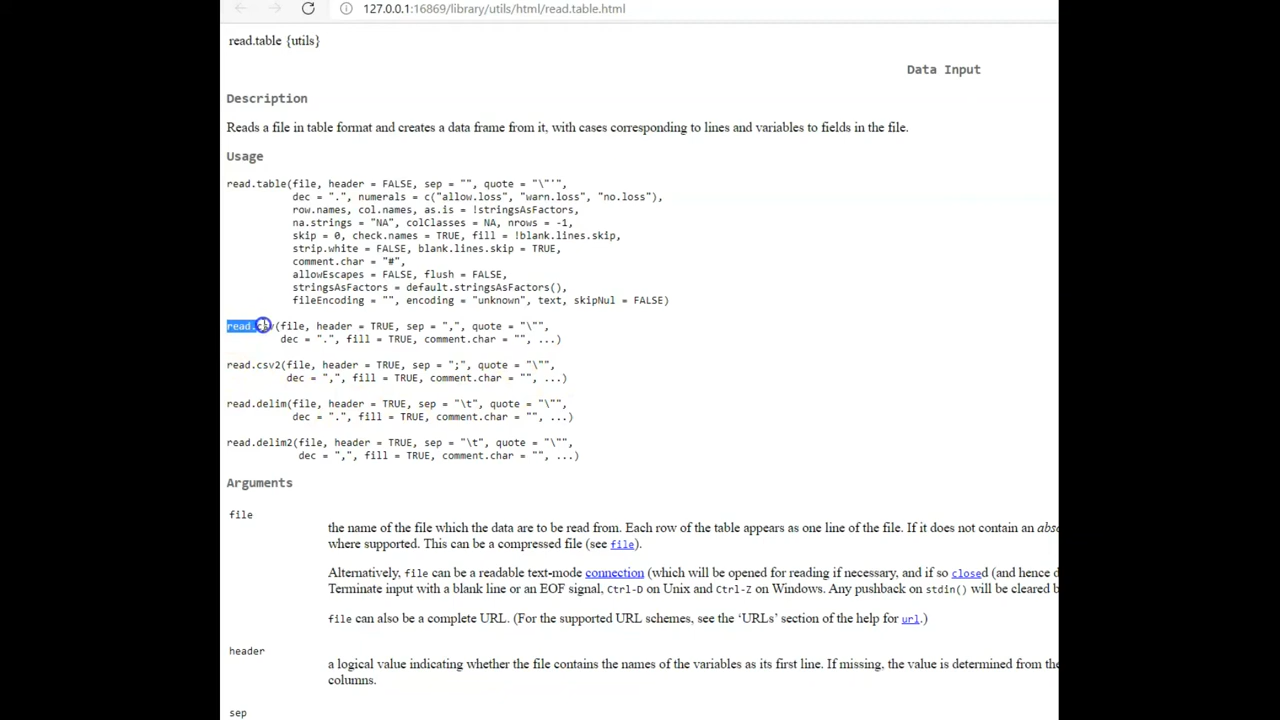 127.0.0.1:16869/library/utils/html/read.table.html
read.table {utils}
Data Input
Description
Reads a file in table format and creates a data frame from it, with cases corresponding to lines and variables to fields in the file.
Usage
read.table(file, header = FALSE, sep = "", quote = "\"'",
dec = ".", numerals = c("allow.loss", "warn.loss", "no.loss"),
row.names, col.names, as.is = !stringsAsFactors,
na.strings = "NA", colClasses = NA, nrows = -1,
skip = 0, check.names = TRUE, fill = !blank.lines.skip,
strip.white = FALSE, blank.lines.skip = TRUE,
comment.char = "#",
allowEscapes = FALSE, flush = FALSE,
stringsAsFactors = default.stringsAsFactors(),
fileEncoding = "", encoding = "unknown", text, skipNul = FALSE)
read.csv(file, header = TRUE, sep = ",", quote = "\"",
dec = ".", fill = TRUE, comment.char = "", ...)
read.csv2(file, header = TRUE, sep = ";", quote = "\"",
dec = ",", fill = TRUE, comment.char = "", ...)
read.delim(file, header = TRUE, sep = "\t", quote = "\"",
dec = ".", fill = TRUE, comment.char = "", ...)
read.delim2(file, header = TRUE, sep = "\t", quote = "\"",
dec = ",", fill = TRUE, comment.char = "", ...)
Arguments
file
the name of the file which the data are to be read from. Each row of the table appears as one line of the file. If it does not contain an abso
where supported. This can be a compressed file (see file).
Alternatively, file can be a readable text-mode connection (which will be opened for reading if necessary, and if so closed (and hence d
Terminate input with a blank line or an EOF signal, Ctrl-D on Unix and Ctrl-Z on Windows. Any pushback on stdin() will be cleared b
file can also be a complete URL. (For the supported URL schemes, see the ‘URLs’ section of the help for url.)
header
a logical value indicating whether the file contains the names of the variables as its first line. If missing, the value is determined from the
columns.
sep